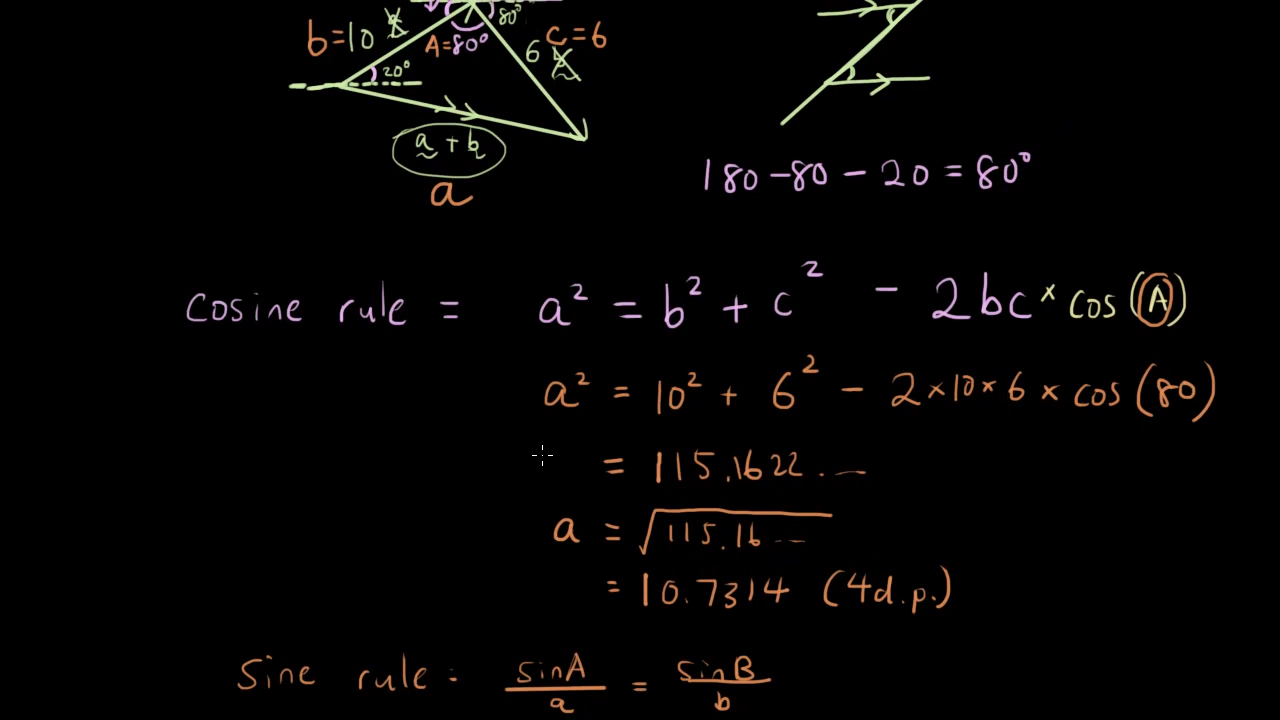 80°
b=10
A=80°
6
c=6
20°
a + b
a
180-80-20=80°
cosine rule = a² = b² + c² - 2bc × cos(A)
a² = 10² + 6² - 2×10×6 × cos(80)
= 115.1622...
a = √115.16...
= 10.7314 (4d.p.)
Sine rule: sinA/a = sinB/b